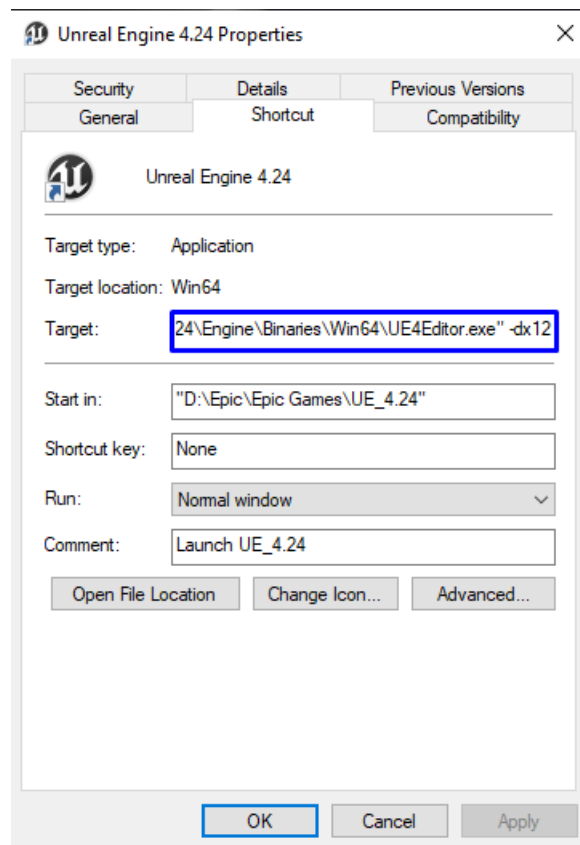 Unreal Engine 4.24 Properties
Security Details Previous Versions
General Shortcut Compatibility
Unreal Engine 4.24
Target type: Application
Target location: Win64
Target: 24\Engine\Binaries\Win64\UE4Editor.exe" -dx12
Start in: "D:\Epic\Epic Games\UE_4.24"
Shortcut key: None
Run: Normal window
Comment: Launch UE_4.24
Open File Location Change Icon... Advanced...
OK Cancel Apply